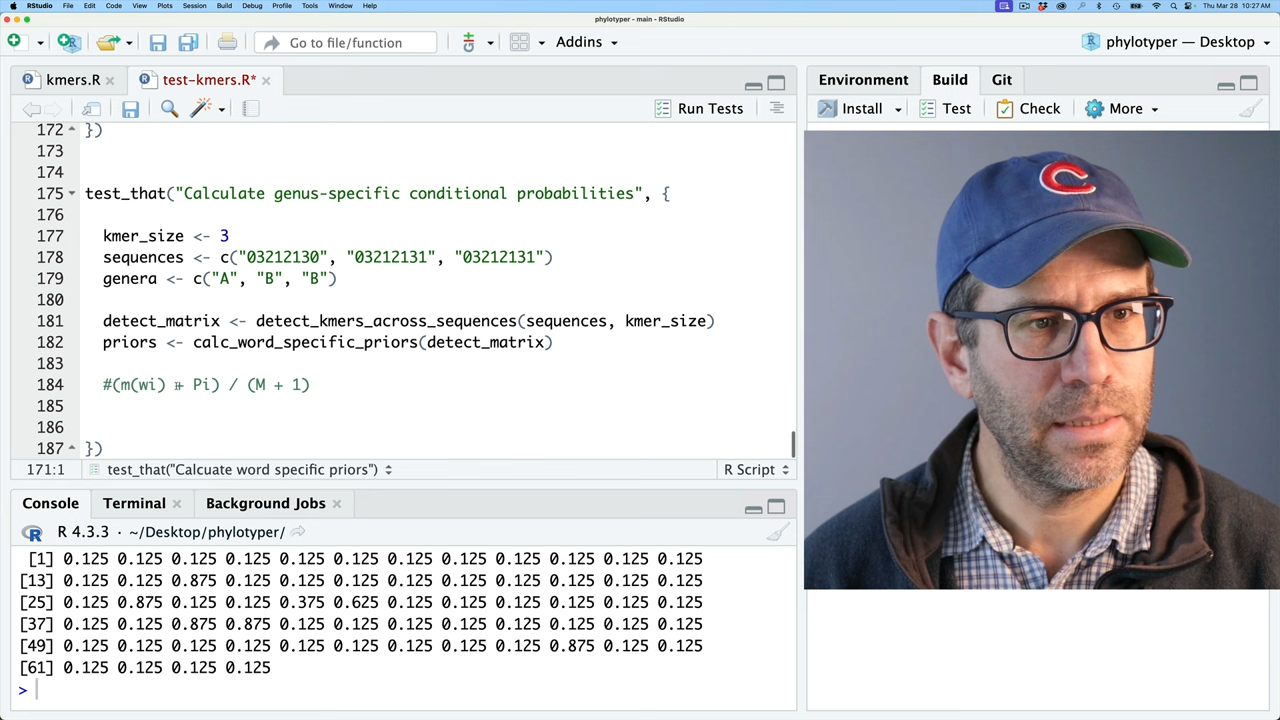 RStudio File Edit Code View Plots Session Build Debug Profile Tools Window Help Thu Mar 28 10:27 AM
phylotyper - main - RStudio
Go to file/function Addins phylotyper — Desktop
kmers.R test-kmers.R* Environment Build Git
Run Tests Install Test Check More
172 })
173
174
175 test_that("Calculate genus-specific conditional probabilities", {
176
177 kmer_size <- 3
178 sequences <- c("03212130", "03212131", "03212131")
179 genera <- c("A", "B", "B")
180
181 detect_matrix <- detect_kmers_across_sequences(sequences, kmer_size)
182 priors <- calc_word_specific_priors(detect_matrix)
183
184 #(m(wi) + Pi) / (M + 1)
185
186
187 })
171:1 test_that("Calcuate word specific priors") R Script
Console Terminal Background Jobs
R 4.3.3 · ~/Desktop/phylotyper/
[1] 0.125 0.125 0.125 0.125 0.125 0.125 0.125 0.125 0.125 0.125 0.125 0.125
[13] 0.125 0.125 0.875 0.125 0.125 0.125 0.125 0.125 0.125 0.125 0.125 0.125
[25] 0.125 0.875 0.125 0.125 0.375 0.625 0.125 0.125 0.125 0.125 0.125 0.125
[37] 0.125 0.125 0.875 0.875 0.125 0.125 0.125 0.125 0.125 0.125 0.125 0.125
[49] 0.125 0.125 0.125 0.125 0.125 0.125 0.125 0.125 0.125 0.875 0.125 0.125
[61] 0.125 0.125 0.125 0.125
>
C